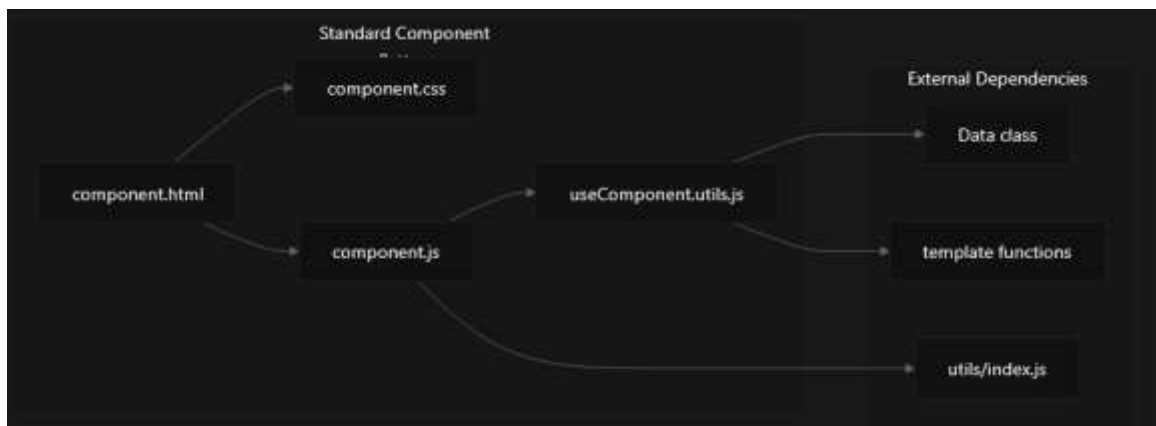 Standard Component
component.css
External Dependencies
Data class
component.html
useComponent.utils.js
component.js
template functions
utils/index.js